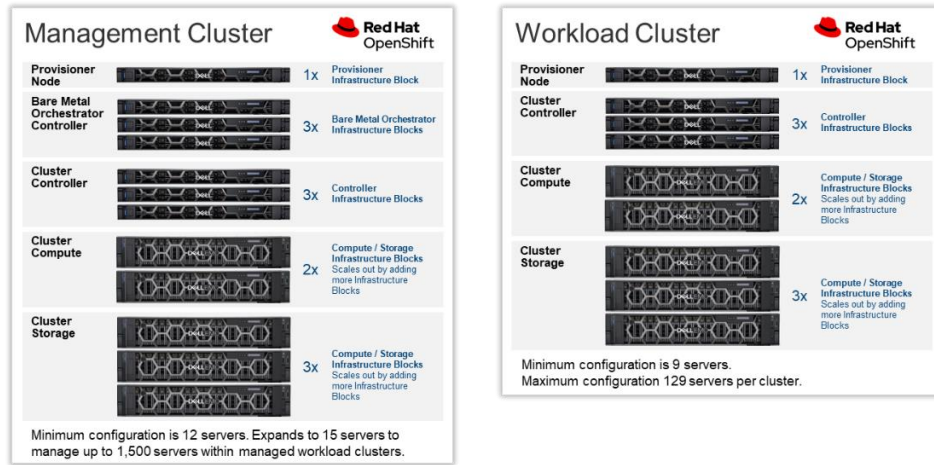 Management Cluster
Red Hat
OpenShift
Provisioner
Node
1x
Provisioner
Infrastructure Block
Bare Metal
Orchestrator
Controller
3x
Bare Metal Orchestrator
Infrastructure Blocks
Cluster
Controller
3x
Controller
Infrastructure Blocks
Cluster
Compute
2x
Compute / Storage
Infrastructure Blocks
Scales out by adding
more Infrastructure
Blocks
Cluster
Storage
3x
Compute / Storage
Infrastructure Blocks
Scales out by adding
more Infrastructure
Blocks
Minimum configuration is 12 servers. Expands to 15 servers to
manage up to 1,500 servers within managed workload clusters.
Workload Cluster
Red Hat
OpenShift
Provisioner
Node
DELL
1x
Provisioner
Infrastructure Block
Cluster
Controller
3x
Controller
Infrastructure Blocks
Cluster
Compute
2x
Compute / Storage
Infrastructure Blocks
Scales out by adding
more Infrastructure
Blocks
Cluster
Storage
3x
Compute / Storage
Infrastructure Blocks
Scales out by adding
more Infrastructure
Blocks
Minimum configuration is 9 servers.
Maximum configuration 129 servers per cluster.